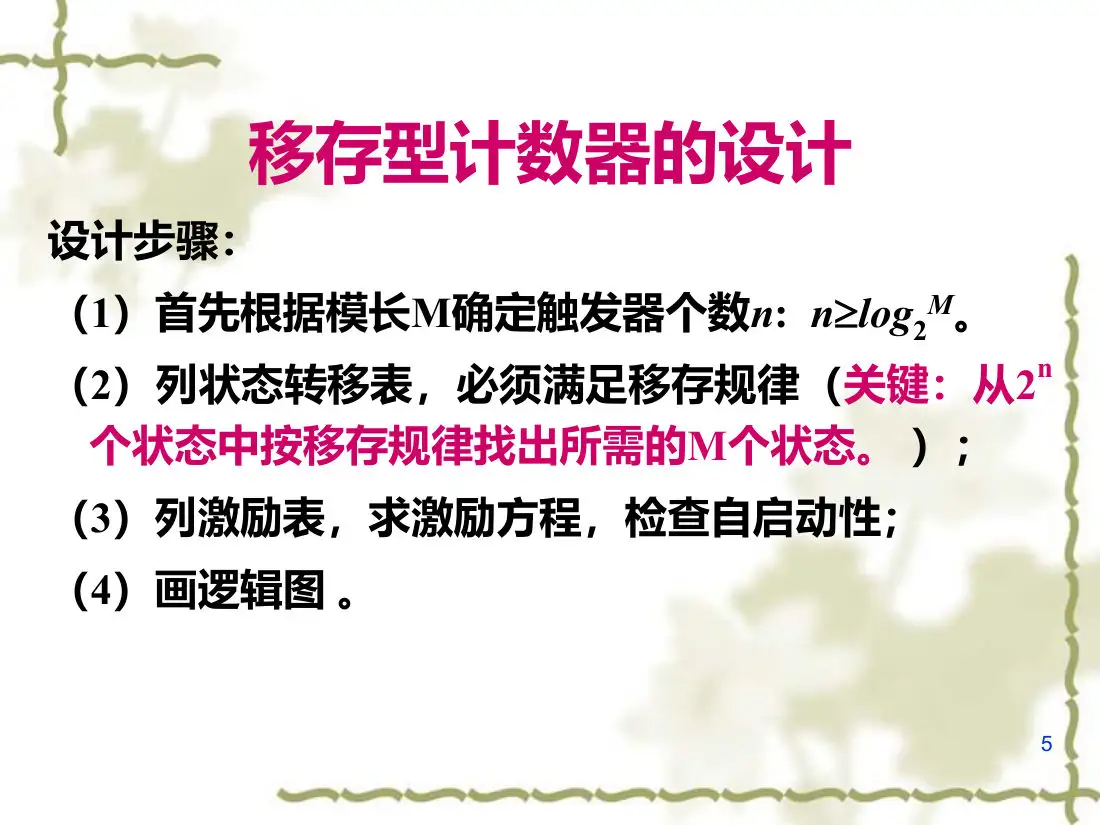 移存型计数器的设计
设计步骤：
（1）首先根据模长M确定触发器个数n：n≥log₂ᴹ。
（2）列状态转移表，必须满足移存规律（关键：从2ⁿ
个状态中按移存规律找出所需的M个状态。）；
（3）列激励表，求激励方程，检查自启动性；
（4）画逻辑图 。
5